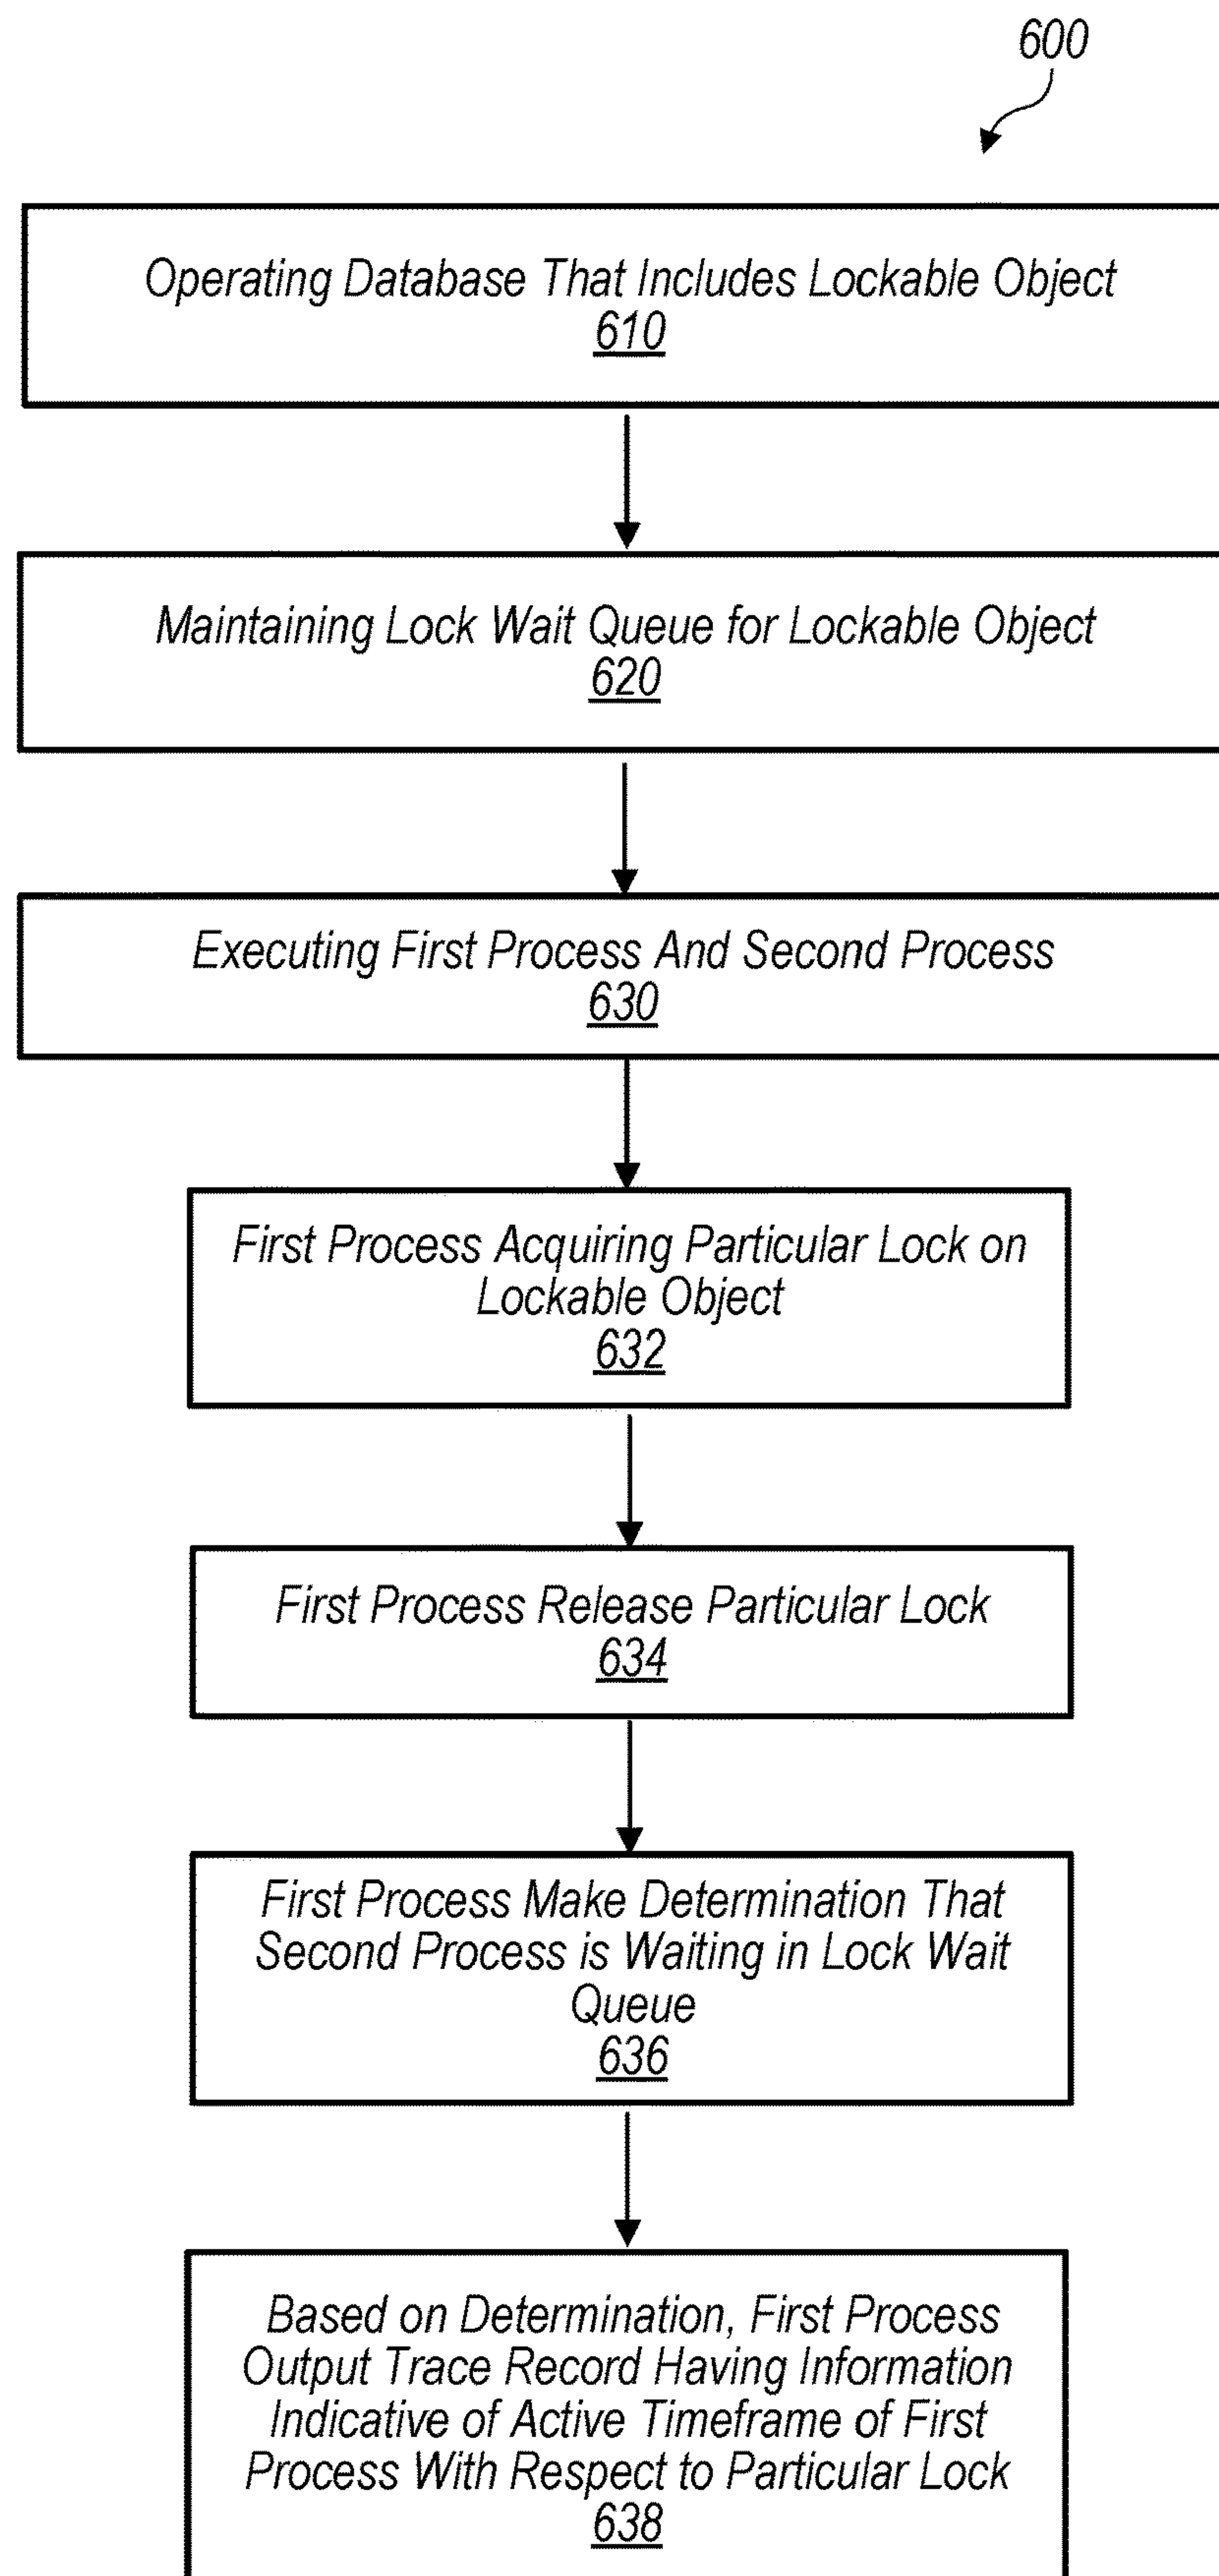 600
Operating Database That Includes Lockable Object
610
Maintaining Lock Wait Queue for Lockable Object
620
Executing First Process And Second Process
630
First Process Acquiring Particular Lock on
Lockable Object
632
First Process Release Particular Lock
634
First Process Make Determination That
Second Process is Waiting in Lock Wait
Queue
636
Based on Determination, First Process
Output Trace Record Having Information
Indicative of Active Timeframe of First
Process With Respect to Particular Lock
638